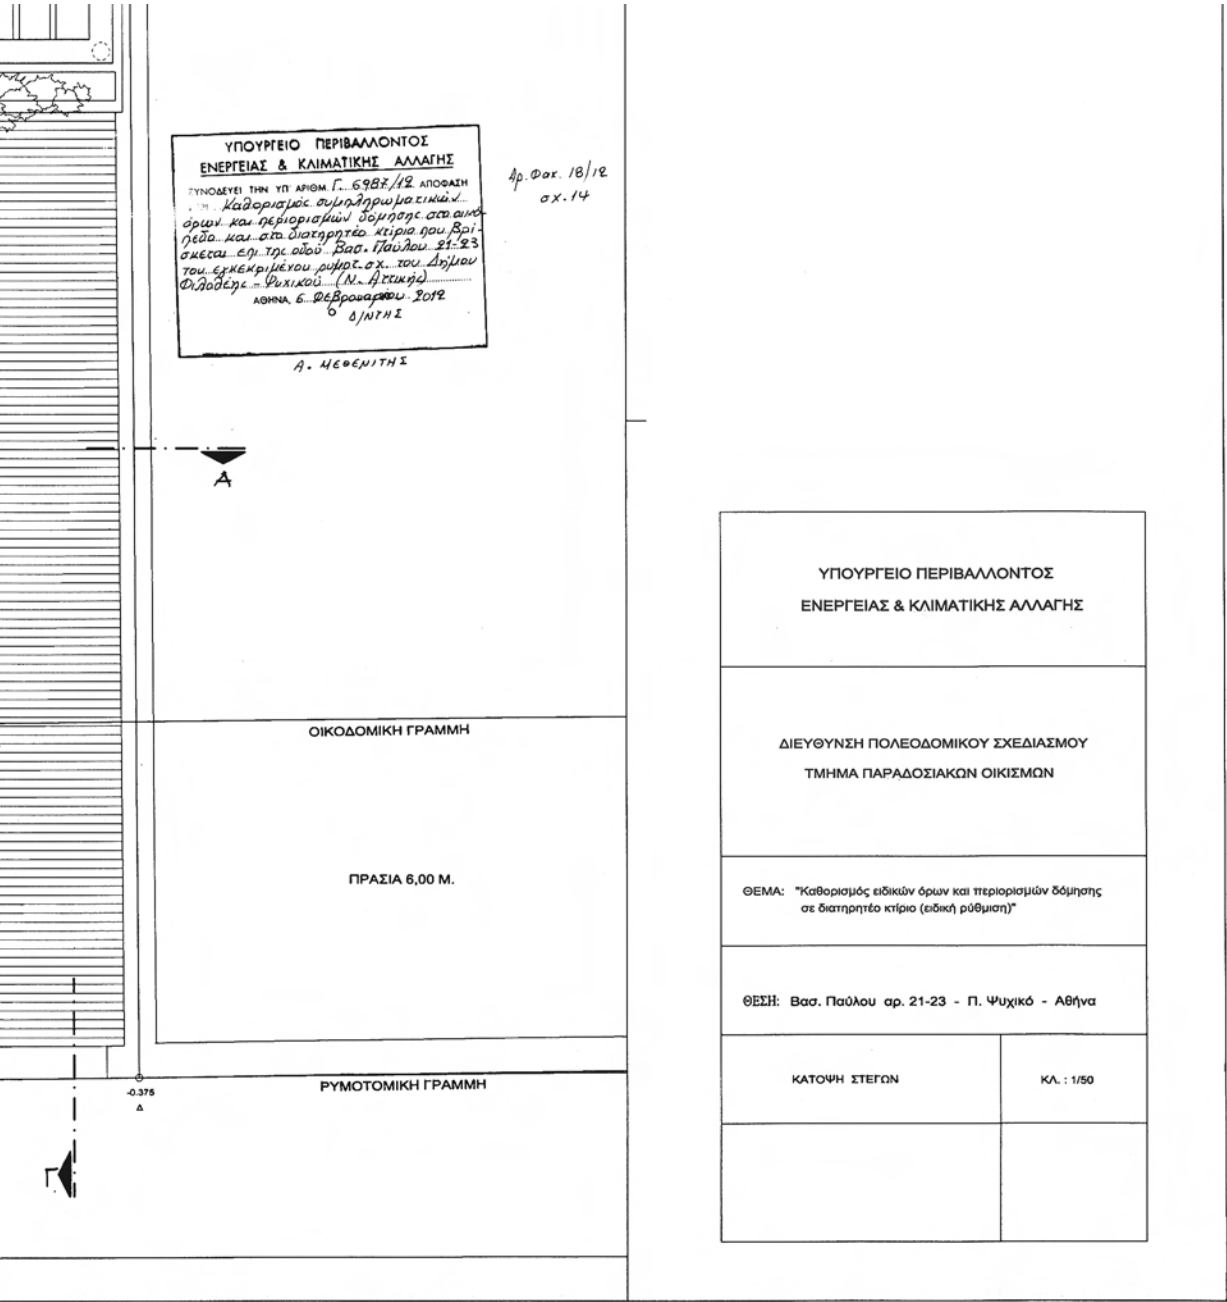 ΥΠΟΥΡΓΕΙΟ ΠΕΡΙΒΑΛΛΟΝΤΟΣ
ΕΝΕΡΓΕΙΑΣ & ΚΛΙΜΑΤΙΚΗΣ ΑΛΛΑΓΗΣ
ΣΥΝΟΔΕΥΕΙ ΤΗΝ ΥΠ' ΑΡΙΘΜ. Γ. 6987/12 ΑΠΟΦΑΣΗ
Καθορισμός συμπληρωματικών
όρων και περιορισμών δόμησης στο οικό-
πεδο και στο διατηρητέο κτίριο που βρί-
σκεται επί της οδού Βασ. Παύλου 21-23
του εγκεκριμένου ρυμοτ. σχ. του Δήμου
Φιλοθέης - Ψυχικού (Ν. Αττικής)
ΑΘΗΝΑ, 6 Φεβρουαρίου 2012
Ο Δ/ΝΤΗΣ
Α. ΜΕΘΕΝΙΤΗΣ
Αρ. Φακ. 18/12
σχ. 14
Α
ΟΙΚΟΔΟΜΙΚΗ ΓΡΑΜΜΗ
ΠΡΑΣΙΑ 6,00 Μ.
ΡΥΜΟΤΟΜΙΚΗ ΓΡΑΜΜΗ
-0.375
Δ
Γ
ΥΠΟΥΡΓΕΙΟ ΠΕΡΙΒΑΛΛΟΝΤΟΣ
ΕΝΕΡΓΕΙΑΣ & ΚΛΙΜΑΤΙΚΗΣ ΑΛΛΑΓΗΣ
ΔΙΕΥΘΥΝΣΗ ΠΟΛΕΟΔΟΜΙΚΟΥ ΣΧΕΔΙΑΣΜΟΥ
ΤΜΗΜΑ ΠΑΡΑΔΟΣΙΑΚΩΝ ΟΙΚΙΣΜΩΝ
ΘΕΜΑ: "Καθορισμός ειδικών όρων και περιορισμών δόμησης
σε διατηρητέο κτίριο (ειδική ρύθμιση)"
ΘΕΣΗ: Βασ. Παύλου αρ. 21-23 - Π. Ψυχικό - Αθήνα
ΚΑΤΟΨΗ ΣΤΕΓΩΝ
ΚΛ. : 1/50